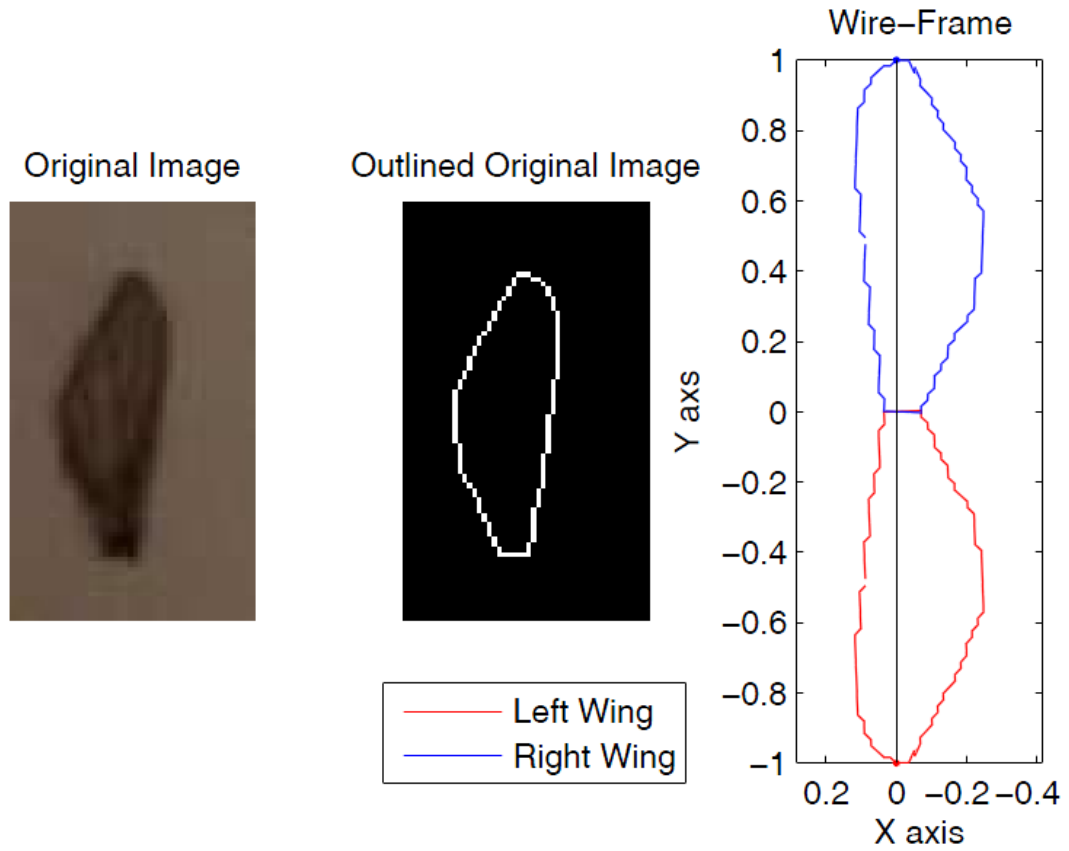 Wire-Frame
Original Image
Outlined Original Image
1
0.8
0.6
0.4
0.2
0
-0.2
-0.4
-0.6
-0.8
-1
Y axs
0.2 0 -0.2 -0.4
X axis
Left Wing
Right Wing